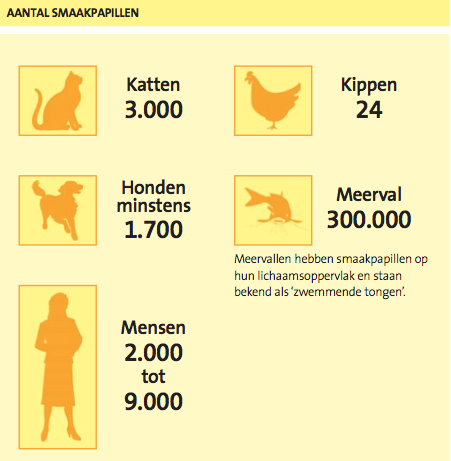 AANTAL SMAAKPAPILLEN
Katten
3.000
Kippen
24
Honden
minstens
1.700
Meerval
300.000
Meervallen hebben smaakpapillen op
hun lichaamsoppervlak en staan
bekend als ‘zwemmende tongen’.
Mensen
2.000
tot
9.000